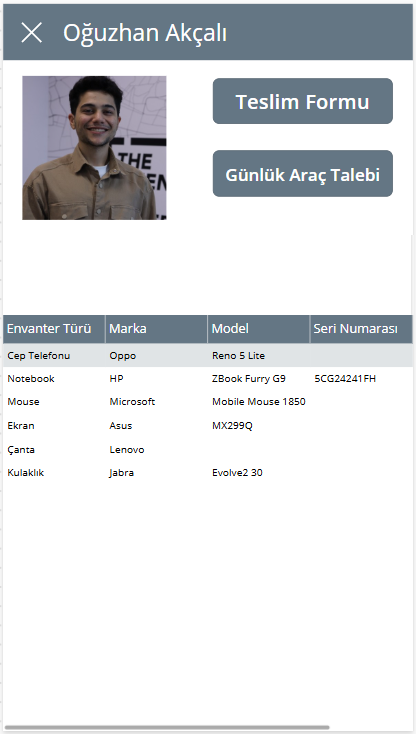 Oğuzhan Akçalı
Teslim Formu
THE
EN
Günlük Araç Talebi
Envanter Türü Marka Model Seri Numarası
Cep Telefonu Oppo Reno 5 Lite
Notebook HP ZBook Furry G9 5CG24241FH
Mouse Microsoft Mobile Mouse 1850
Ekran Asus MX299Q
Çanta Lenovo
Kulaklık Jabra Evolve2 30